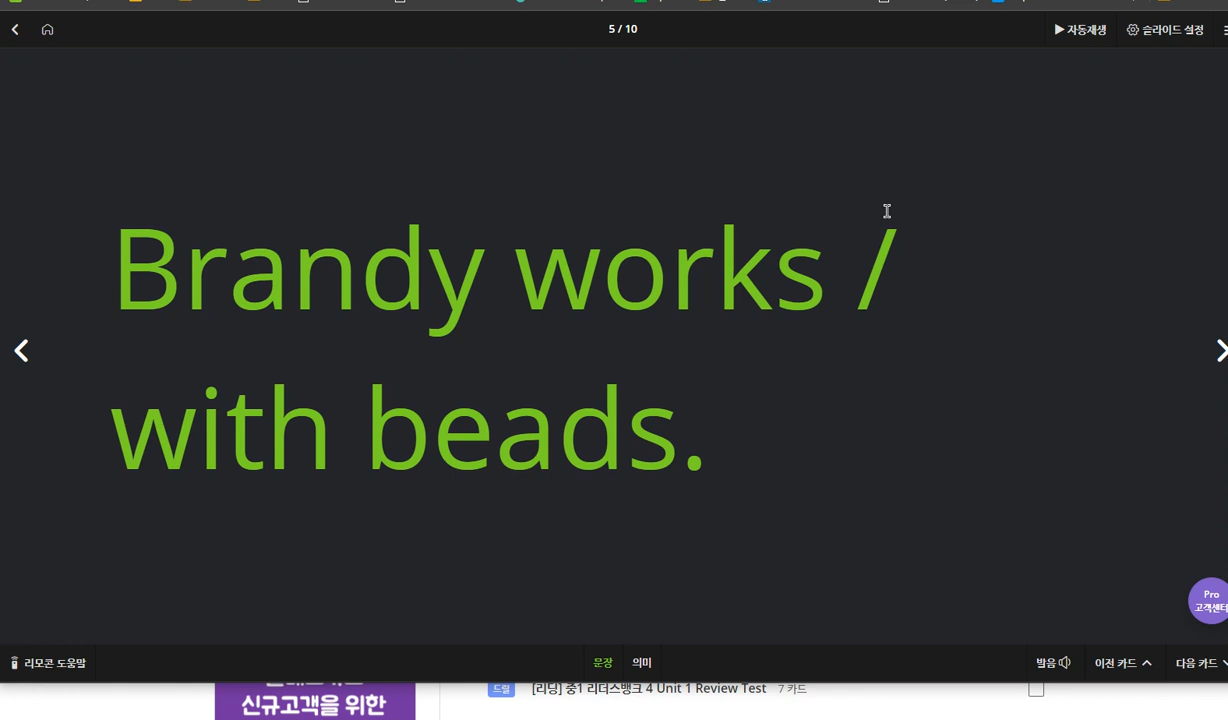 5 / 10
▶ 자동재생
슬라이드 설정
Brandy works /
with beads.
Pro
고객센터
리모콘 도움말
문장
의미
발음
이전 카드
다음 카드
신규고객을 위한
드릴
[리딩] 중1 리더스뱅크 4 Unit 1 Review Test
7 카드